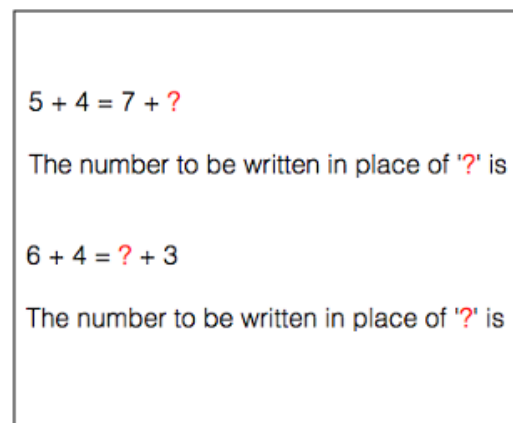 5 + 4 = 7 + ?
The number to be written in place of '?' is
6 + 4 = ? + 3
The number to be written in place of '?' is